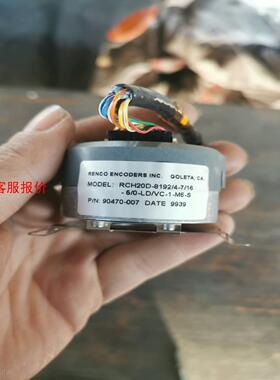 RENCO ENCODERS INC. GOLETA, CA.
MODEL: RCH20D-8192/4-7/16
- 5/0-LD/VC-1-M6-S
P/N: 90470-007 DATE 9939
客服报价